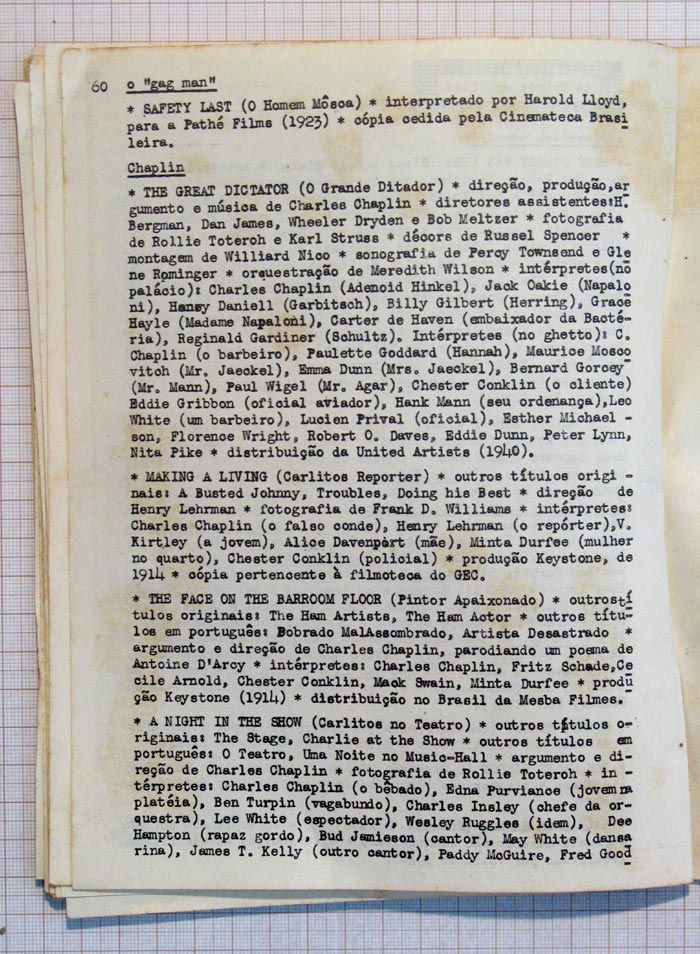 60 o "gag man"
* SAFETY LAST (O Homem Môsca) * interpretado por Harold Lloyd,
para a Pathé Films (1923) * cópia cedida pela Cinemateca Brasi
leira.
Chaplin
* THE GREAT DICTATOR (O Grande Ditador) * direção, produção,ar
gumento e música de Charles Chaplin * diretores assistentes:H.
Bergman, Dan James, Wheeler Dryden e Bob Meltzer * fotografia
de Rollie Toteroh e Karl Struss * décors de Russel Spencer *
montagem de Williard Nico * sonografia de Percy Townsend e Gle
ne Rominger * orquestração de Meredith Wilson * intérpretes(no
palácio): Charles Chaplin (Adenoid Hinkel), Jack Oakie (Napalo
ni), Henry Daniell (Garbitsch), Billy Gilbert (Herring), Grace
Hayle (Madame Napaloni), Carter de Haven (embaixador da Bacté-
ria), Reginald Gardiner (Schultz). Intérpretes (no ghetto): C.
Chaplin (o barbeiro), Paulette Goddard (Hannah), Maurice Mosco
vitch (Mr. Jaeckel), Emma Dunn (Mrs. Jaeckel), Bernard Gorcey
(Mr. Mann), Paul Wigel (Mr. Agar), Chester Conklin (o cliente)
Eddie Gribbon (oficial aviador), Hank Mann (seu ordenança),Leo
White (um barbeiro), Lucien Prival (oficial), Esther Michael -
son, Florence Wright, Robert O. Daves, Eddie Dunn, Peter Lynn,
Nita Pike * distribuição da United Artists (1940).
* MAKING A LIVING (Carlitos Reporter) * outros títulos origi -
nais: A Busted Johnny, Troubles, Doing his Best * direção de
Henry Lehrman * fotografia de Frank D. Williams * intérpretes:
Charles Chaplin (o falso conde), Henry Lehrman (o repórter),V.
Kirtley (a jovem), Alice Davenport (mãe), Minta Durfee (mulher
no quarto), Chester Conklin (policial) * produção Keystone, de
1914 * cópia pertencente à filmoteca do GEC.
* THE FACE ON THE BARROOM FLOOR (Pintor Apaixonado) * outros tí
tulos originais: The Ham Artists, The Ham Actor * outros títu-
los em português: Bobrado MalAssombrado, Artista Desastrado *
argumento e direção de Charles Chaplin, parodiando um poema de
Antoine D'Arcy * intérpretes: Charles Chaplin, Fritz Schade,Ce
cile Arnold, Chester Conklin, Mack Swain, Minta Durfee * produ
ção Keystone (1914) * distribuição no Brasil da Mesba Filmes.
* A NIGHT IN THE SHOW (Carlitos no Teatro) * outros títulos o-
riginais: The Stage, Charlie at the Show * outros títulos em
português: O Teatro, Uma Noite no Music-Hall * argumento e di-
reção de Charles Chaplin * fotografia de Rollie Toteroh * in -
térpretes: Charles Chaplin (o bêbado), Edna Purviance (jovem na
platéia), Ben Turpin (vagabundo), Charles Insley (chefe da or-
questra), Lee White (espectador), Wesley Ruggles (idem), Dee
Hampton (rapaz gordo), Bud Jamieson (cantor), May White (dansa
rina), James T. Kelly (outro cantor), Paddy McGuire, Fred Good